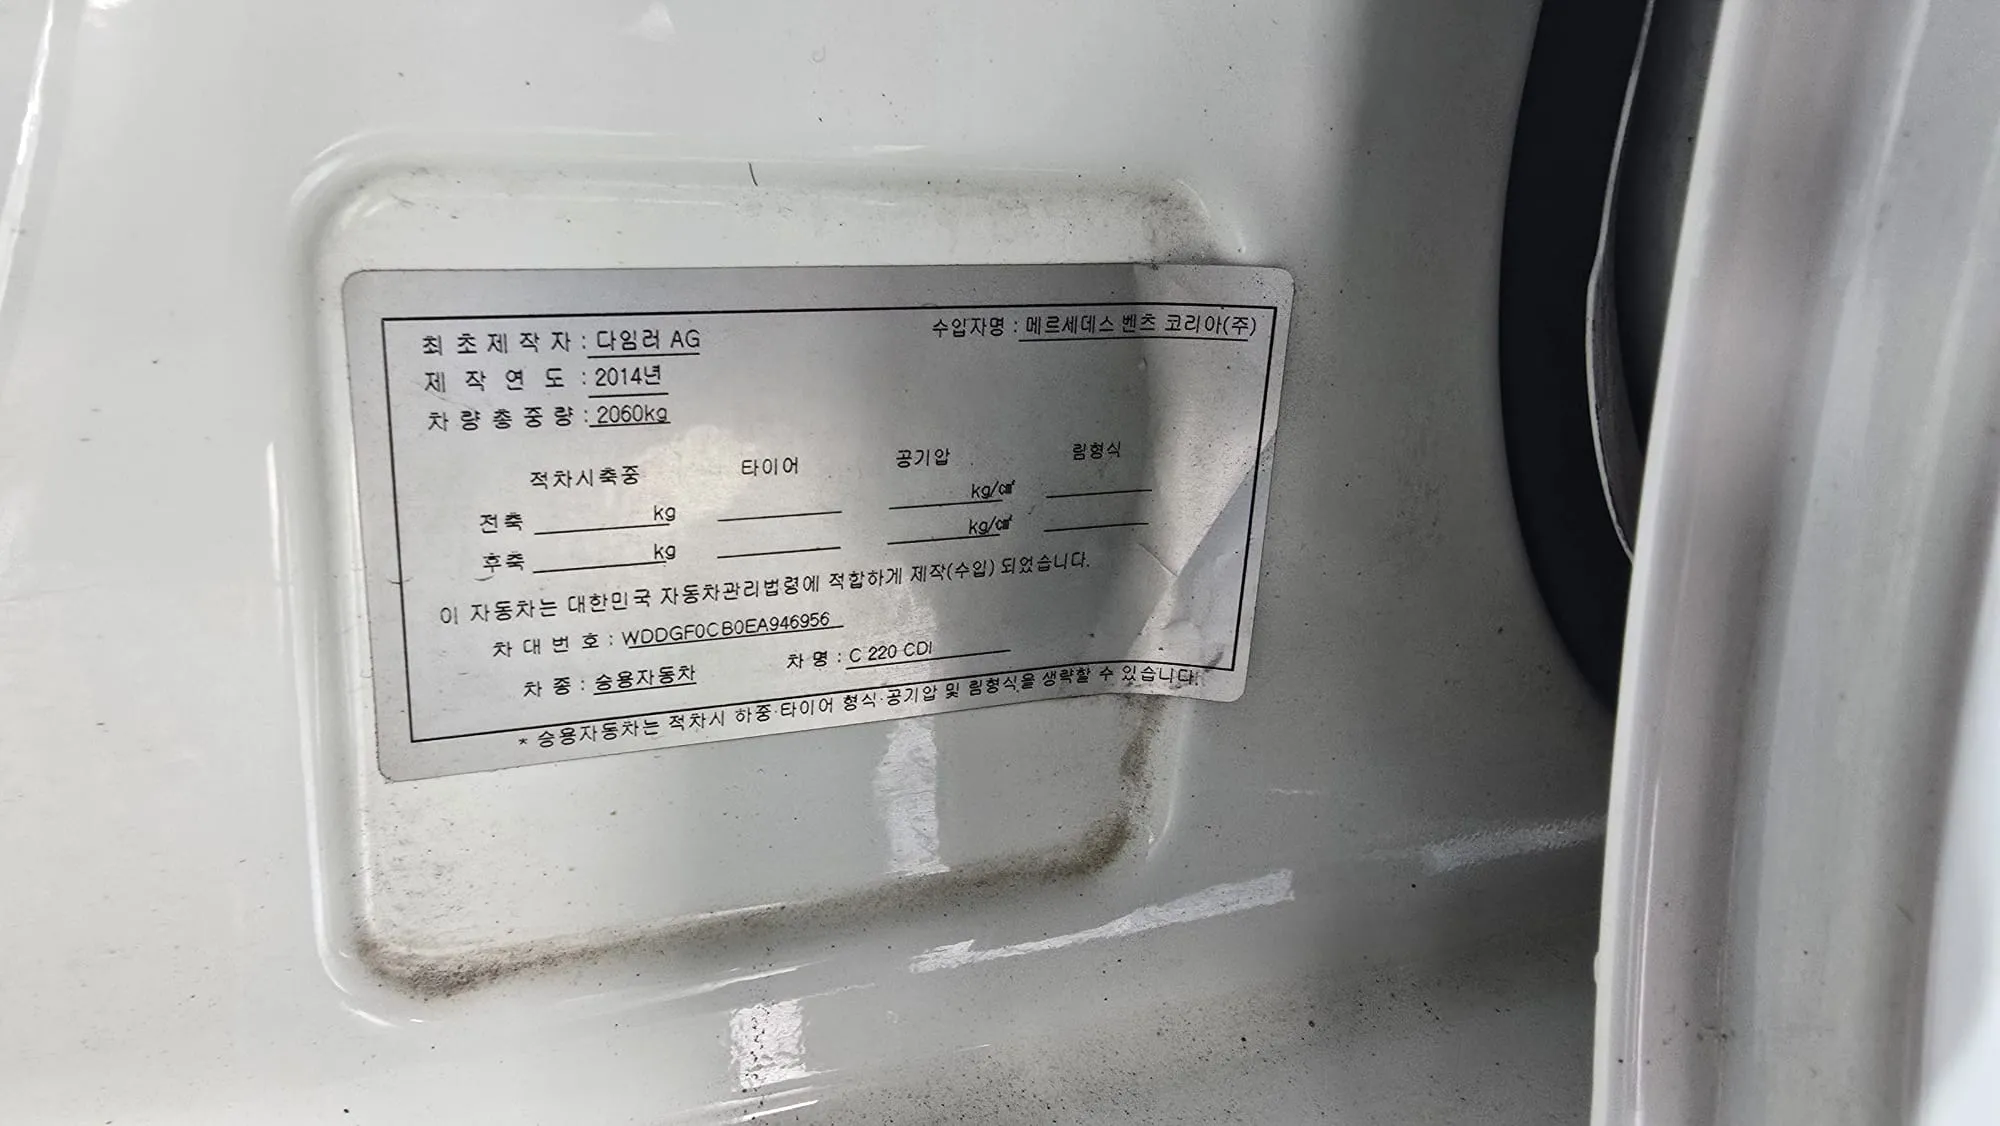 최초제작자 : 다임러 AG 수입자명 : 메르세데스 벤츠 코리아(주)
제작연도 : 2014년
차량총중량 : 2060kg
적차시축중 타이어 공기압 림형식
전축 kg kg/㎠
후축 kg kg/㎠
이 자동차는 대한민국 자동차관리법령에 적합하게 제작(수입) 되었습니다.
차대번호 : WDDGF0CB0EA946956
차종 : 승용자동차 차명 : C 220 CDI
* 승용자동차는 적차시 하중·타이어 형식·공기압 및 림형식을 생략할 수 있습니다.